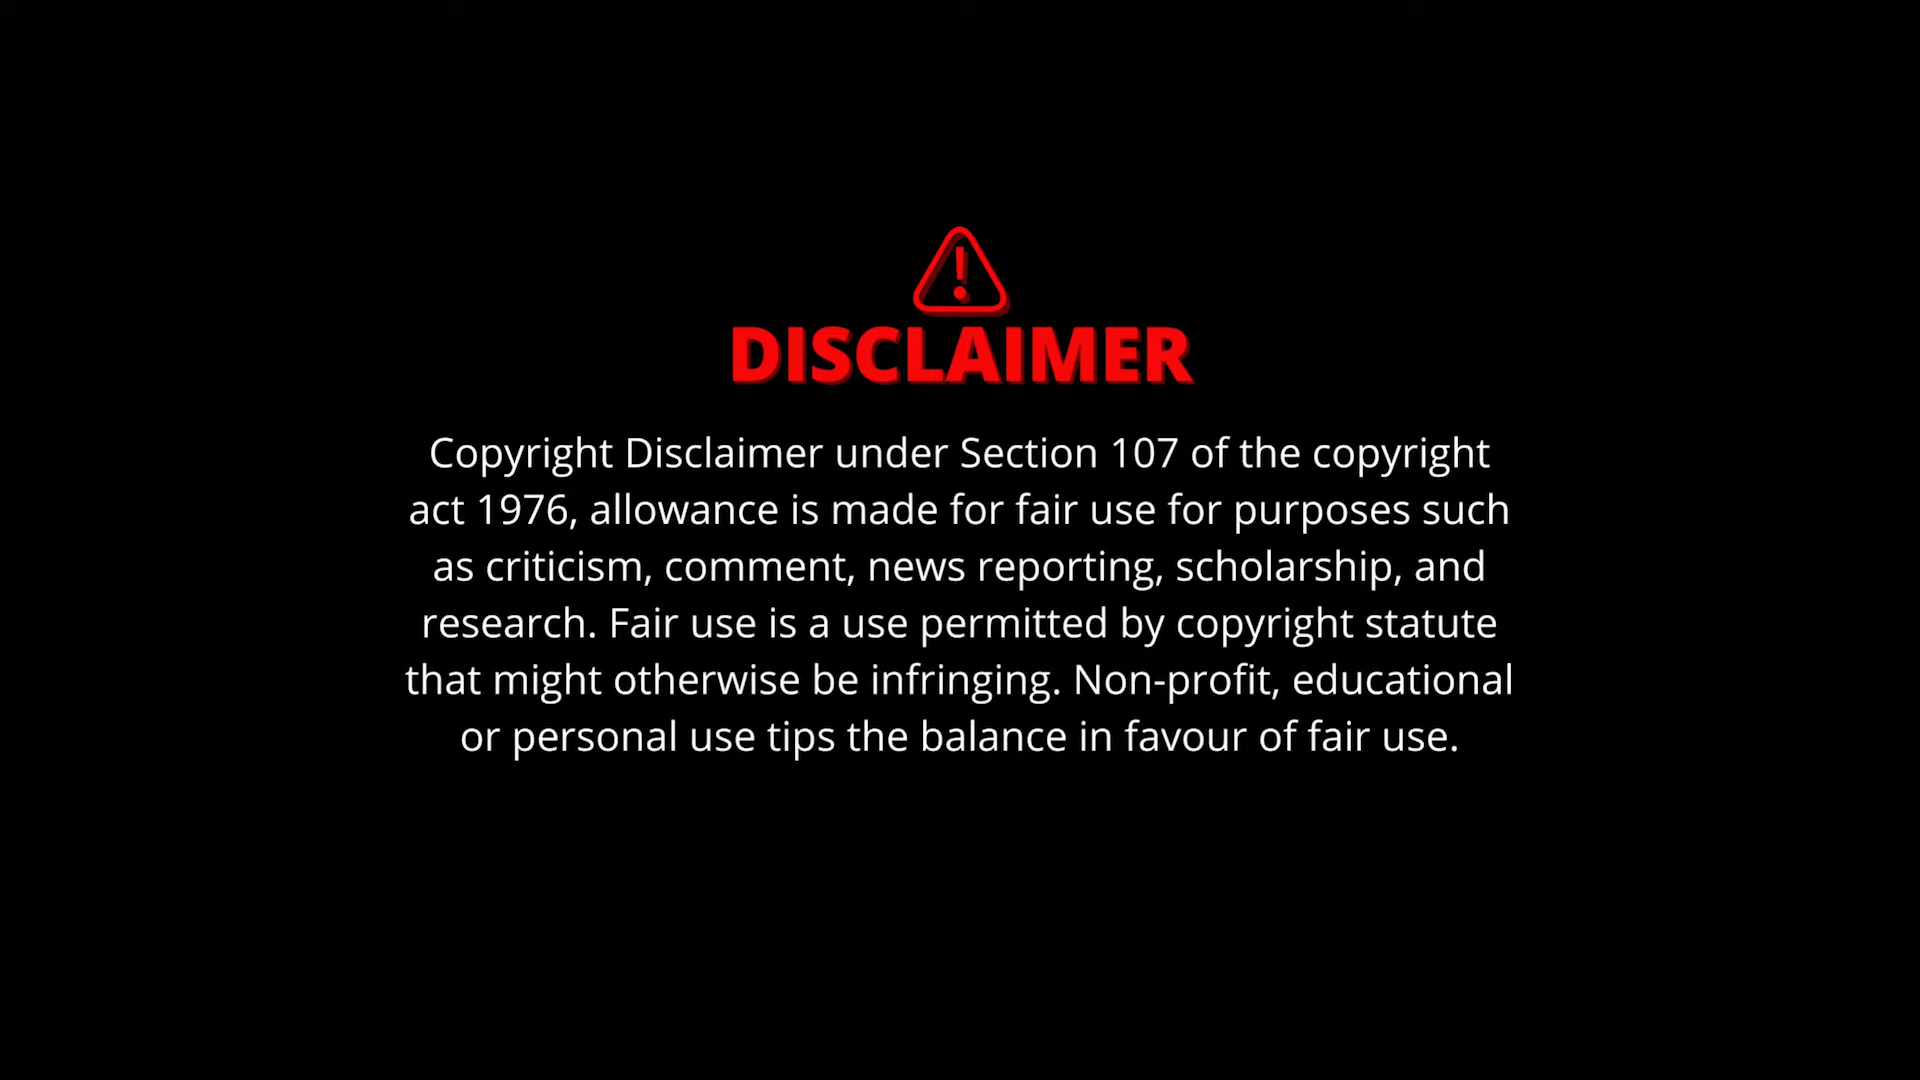 DISCLAIMER
Copyright Disclaimer under Section 107 of the copyright
act 1976, allowance is made for fair use for purposes such
as criticism, comment, news reporting, scholarship, and
research. Fair use is a use permitted by copyright statute
that might otherwise be infringing. Non-profit, educational
or personal use tips the balance in favour of fair use.